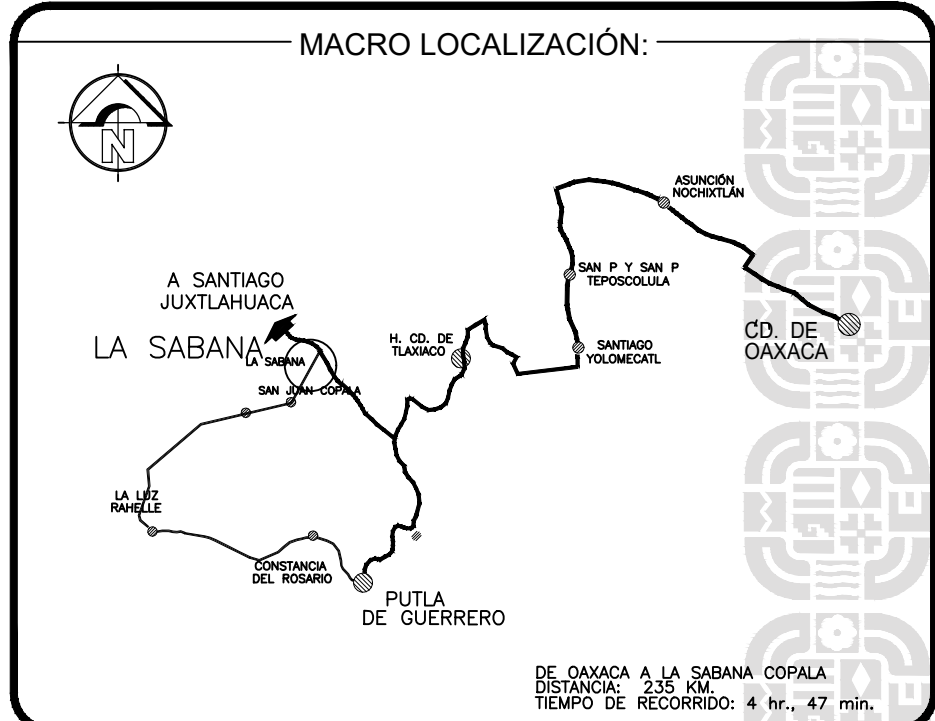 MACRO LOCALIZACIÓN:
N
ASUNCIÓN
NOCHIXTLÁN
SAN P Y SAN P
TEPOSCOLULA
A SANTIAGO
JUXTLAHUACA
CD. DE
OAXACA
H. CD. DE
TLAXIACO
SANTIAGO
YOLOMECATL
LA SABANA
LA SABANA
SAN JUAN COPALA
LA LUZ
RAHELLE
CONSTANCIA
DEL ROSARIO
PUTLA
DE GUERRERO
DE OAXACA A LA SABANA COPALA
DISTANCIA: 235 KM.
TIEMPO DE RECORRIDO: 4 hr., 47 min.